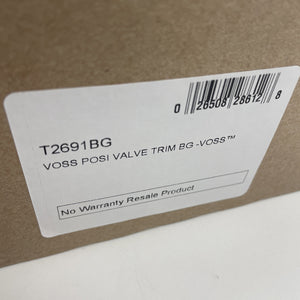 0 26508 28612 8
T2691BG
VOSS POSI VALVE TRIM BG -VOSS™
No Warranty Resale Product